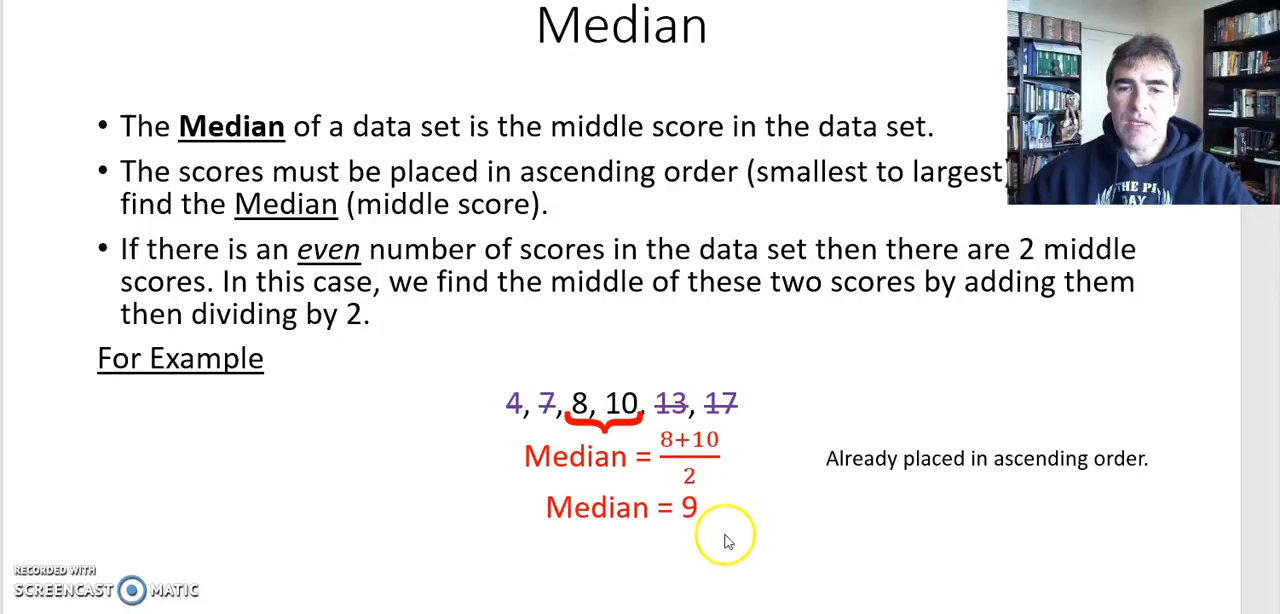 Median
• The Median of a data set is the middle score in the data set.
• The scores must be placed in ascending order (smallest to largest)
find the Median (middle score).
• If there is an even number of scores in the data set then there are 2 middle
scores. In this case, we find the middle of these two scores by adding them
then dividing by 2.
For Example
4, 7, 8, 10, 13, 17
Median = 8+10
2
Already placed in ascending order.
Median = 9
THE PI
DAY
RECORDED WITH
SCREENCAST MATIC